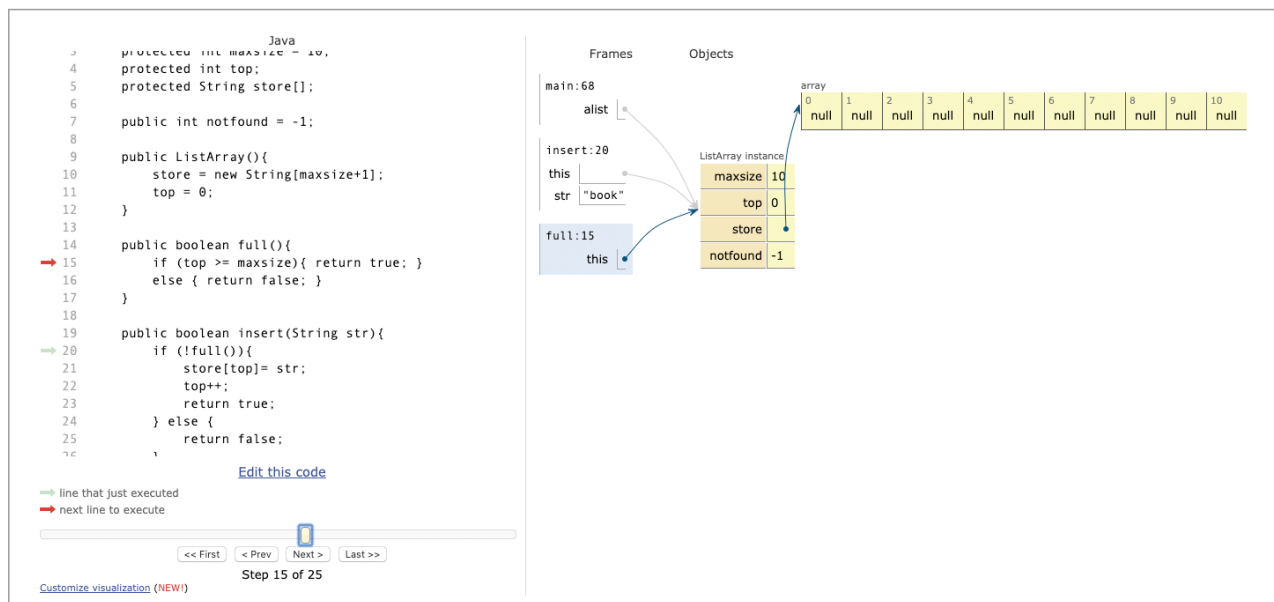 Java
3 protected int maxsize = 10;
4 protected int top;
5 protected String store[];
6
7 public int notfound = -1;
8
9 public ListArray(){
10 store = new String[maxsize+1];
11 top = 0;
12 }
13
14 public boolean full(){
15 if (top >= maxsize){ return true; }
16 else { return false; }
17 }
18
19 public boolean insert(String str){
20 if (!full()){
21 store[top]= str;
22 top++;
23 return true;
24 } else {
25 return false;
26 }
Edit this code
line that just executed
next line to execute
<< First < Prev Next > Last >>
Step 15 of 25
Customize visualization (NEW!)
Frames Objects
main:68
alist
insert:20
this
str "book"
full:15
this
ListArray instance
maxsize 10
top 0
store
notfound -1
array
0 1 2 3 4 5 6 7 8 9 10
null null null null null null null null null null null